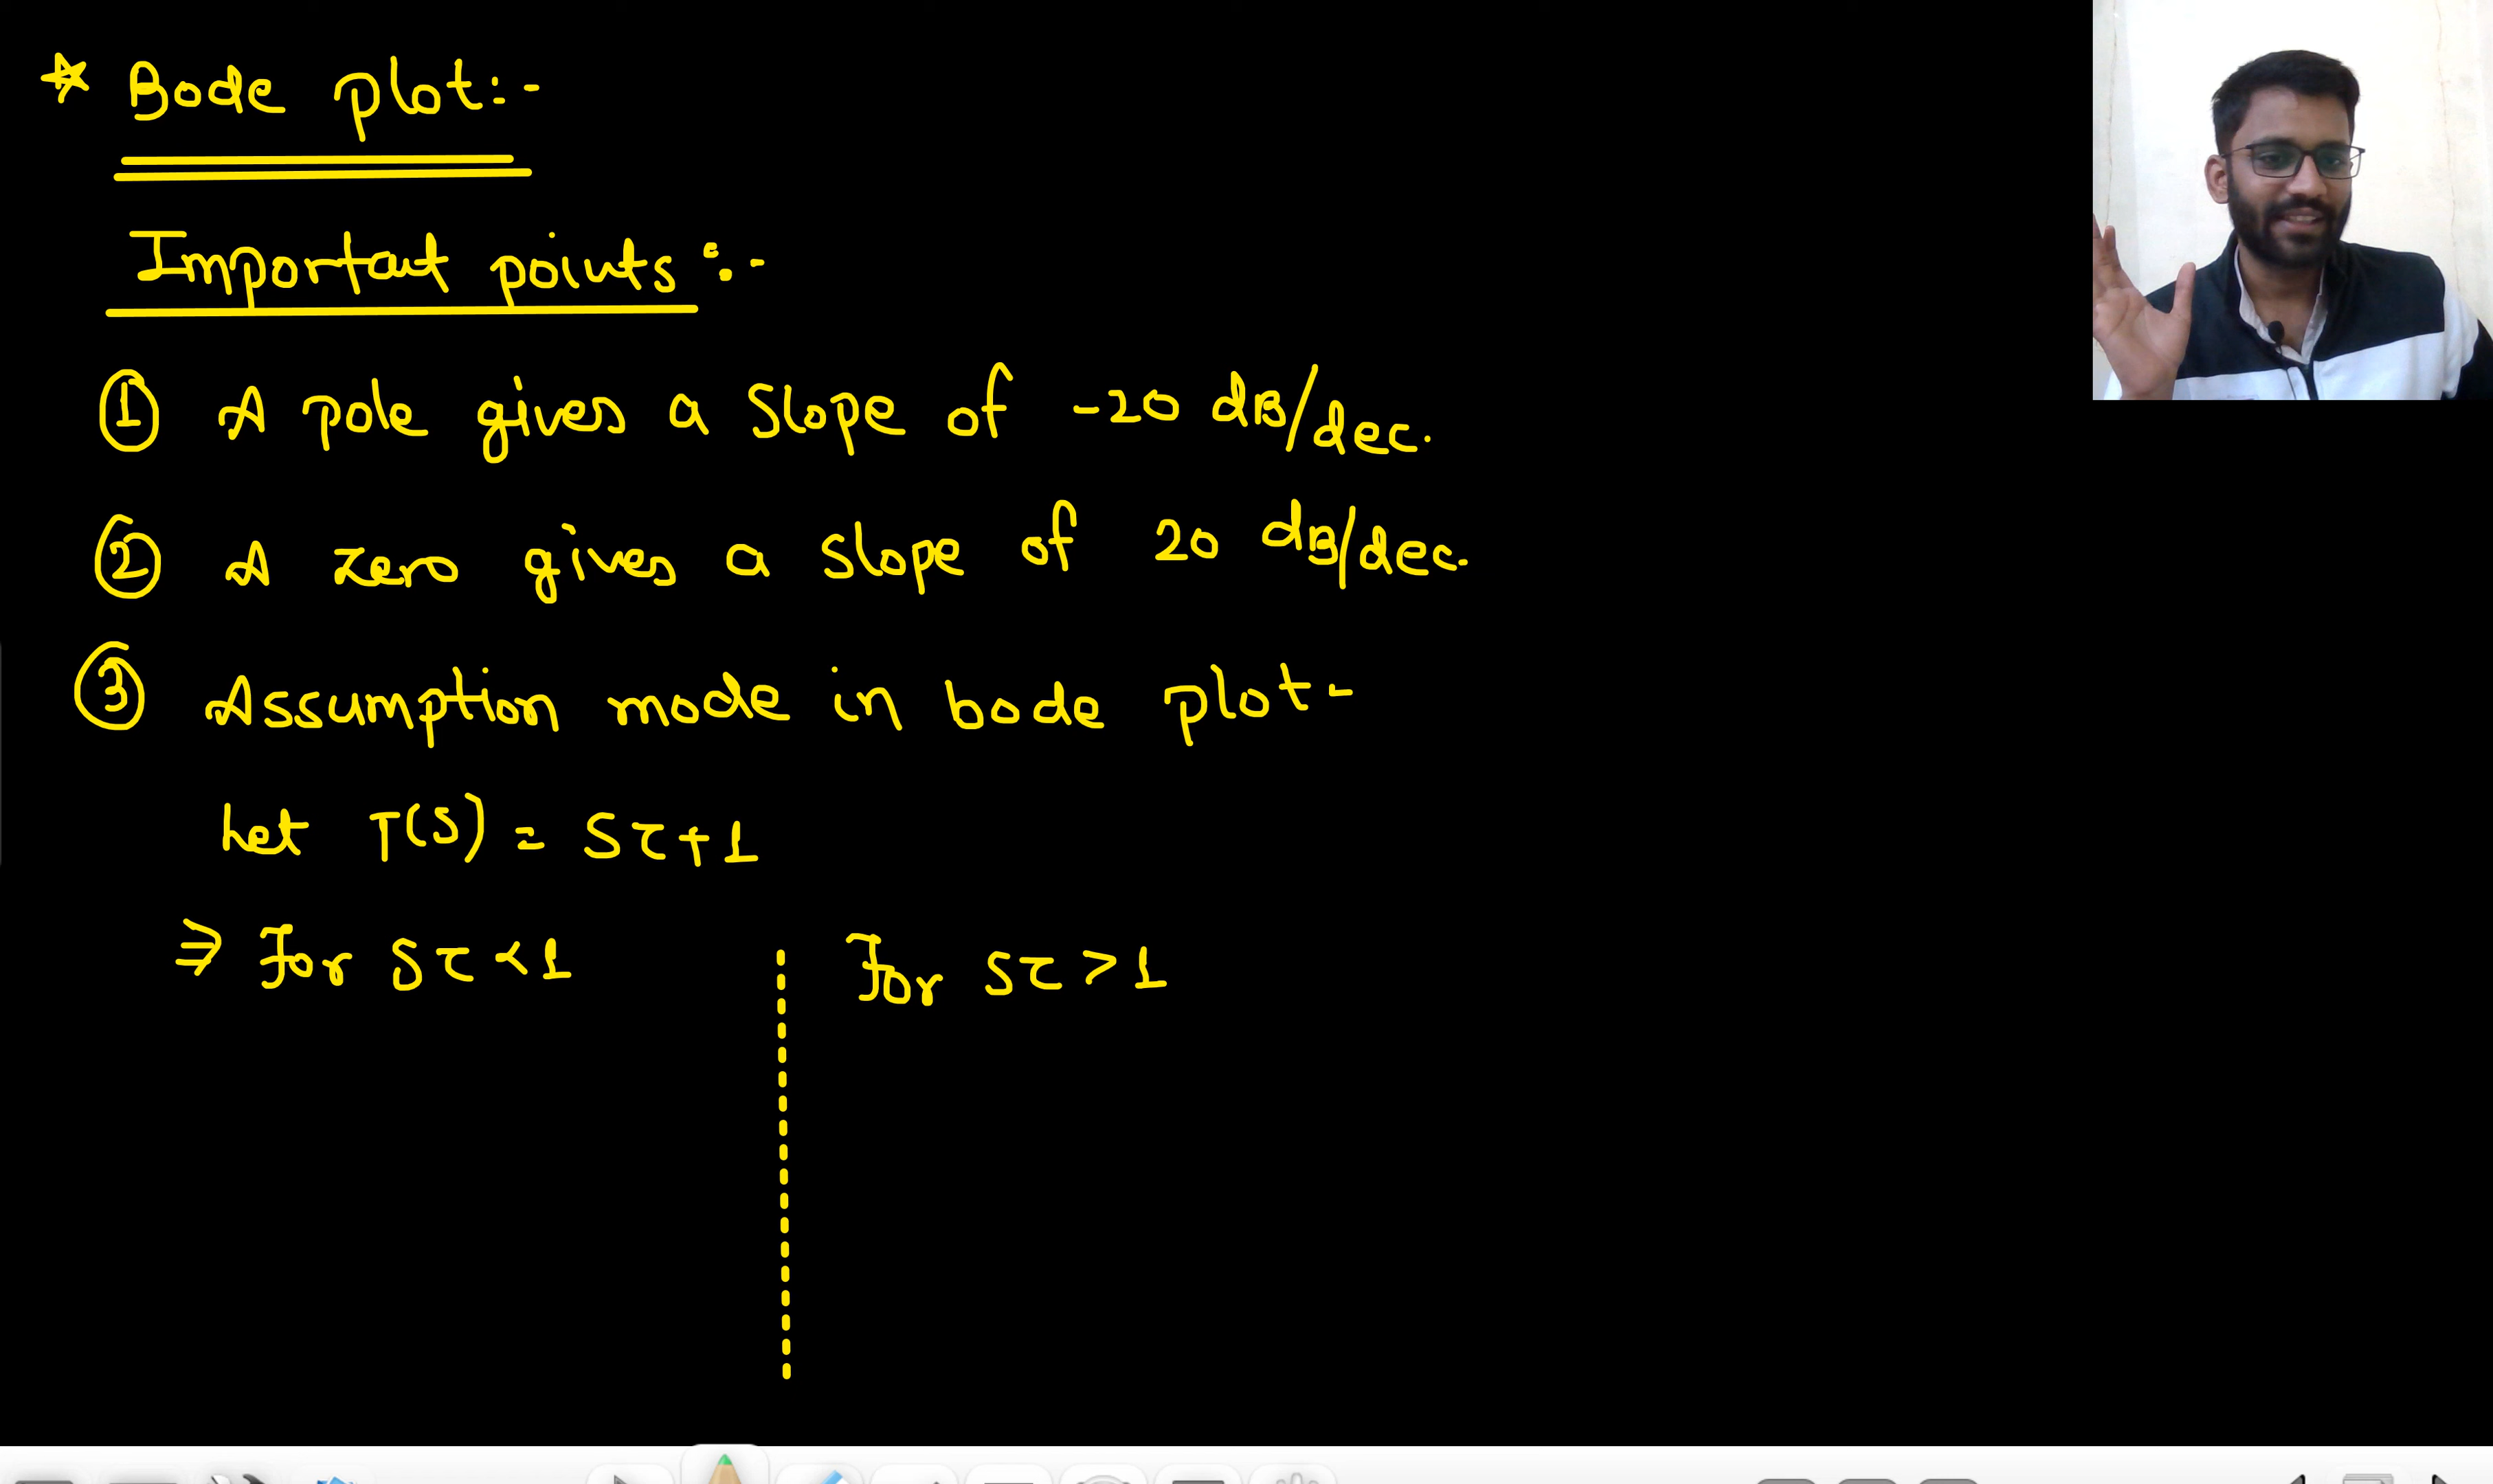 * Bode plot:-
Important points:-
① A pole gives a slope of -20 dB/dec.
② A zero gives a slope of 20 dB/dec.
③ Assumption mode in bode plot-
Let T(S) = Sτ+1
⇒ For Sτ<1
For Sτ>1